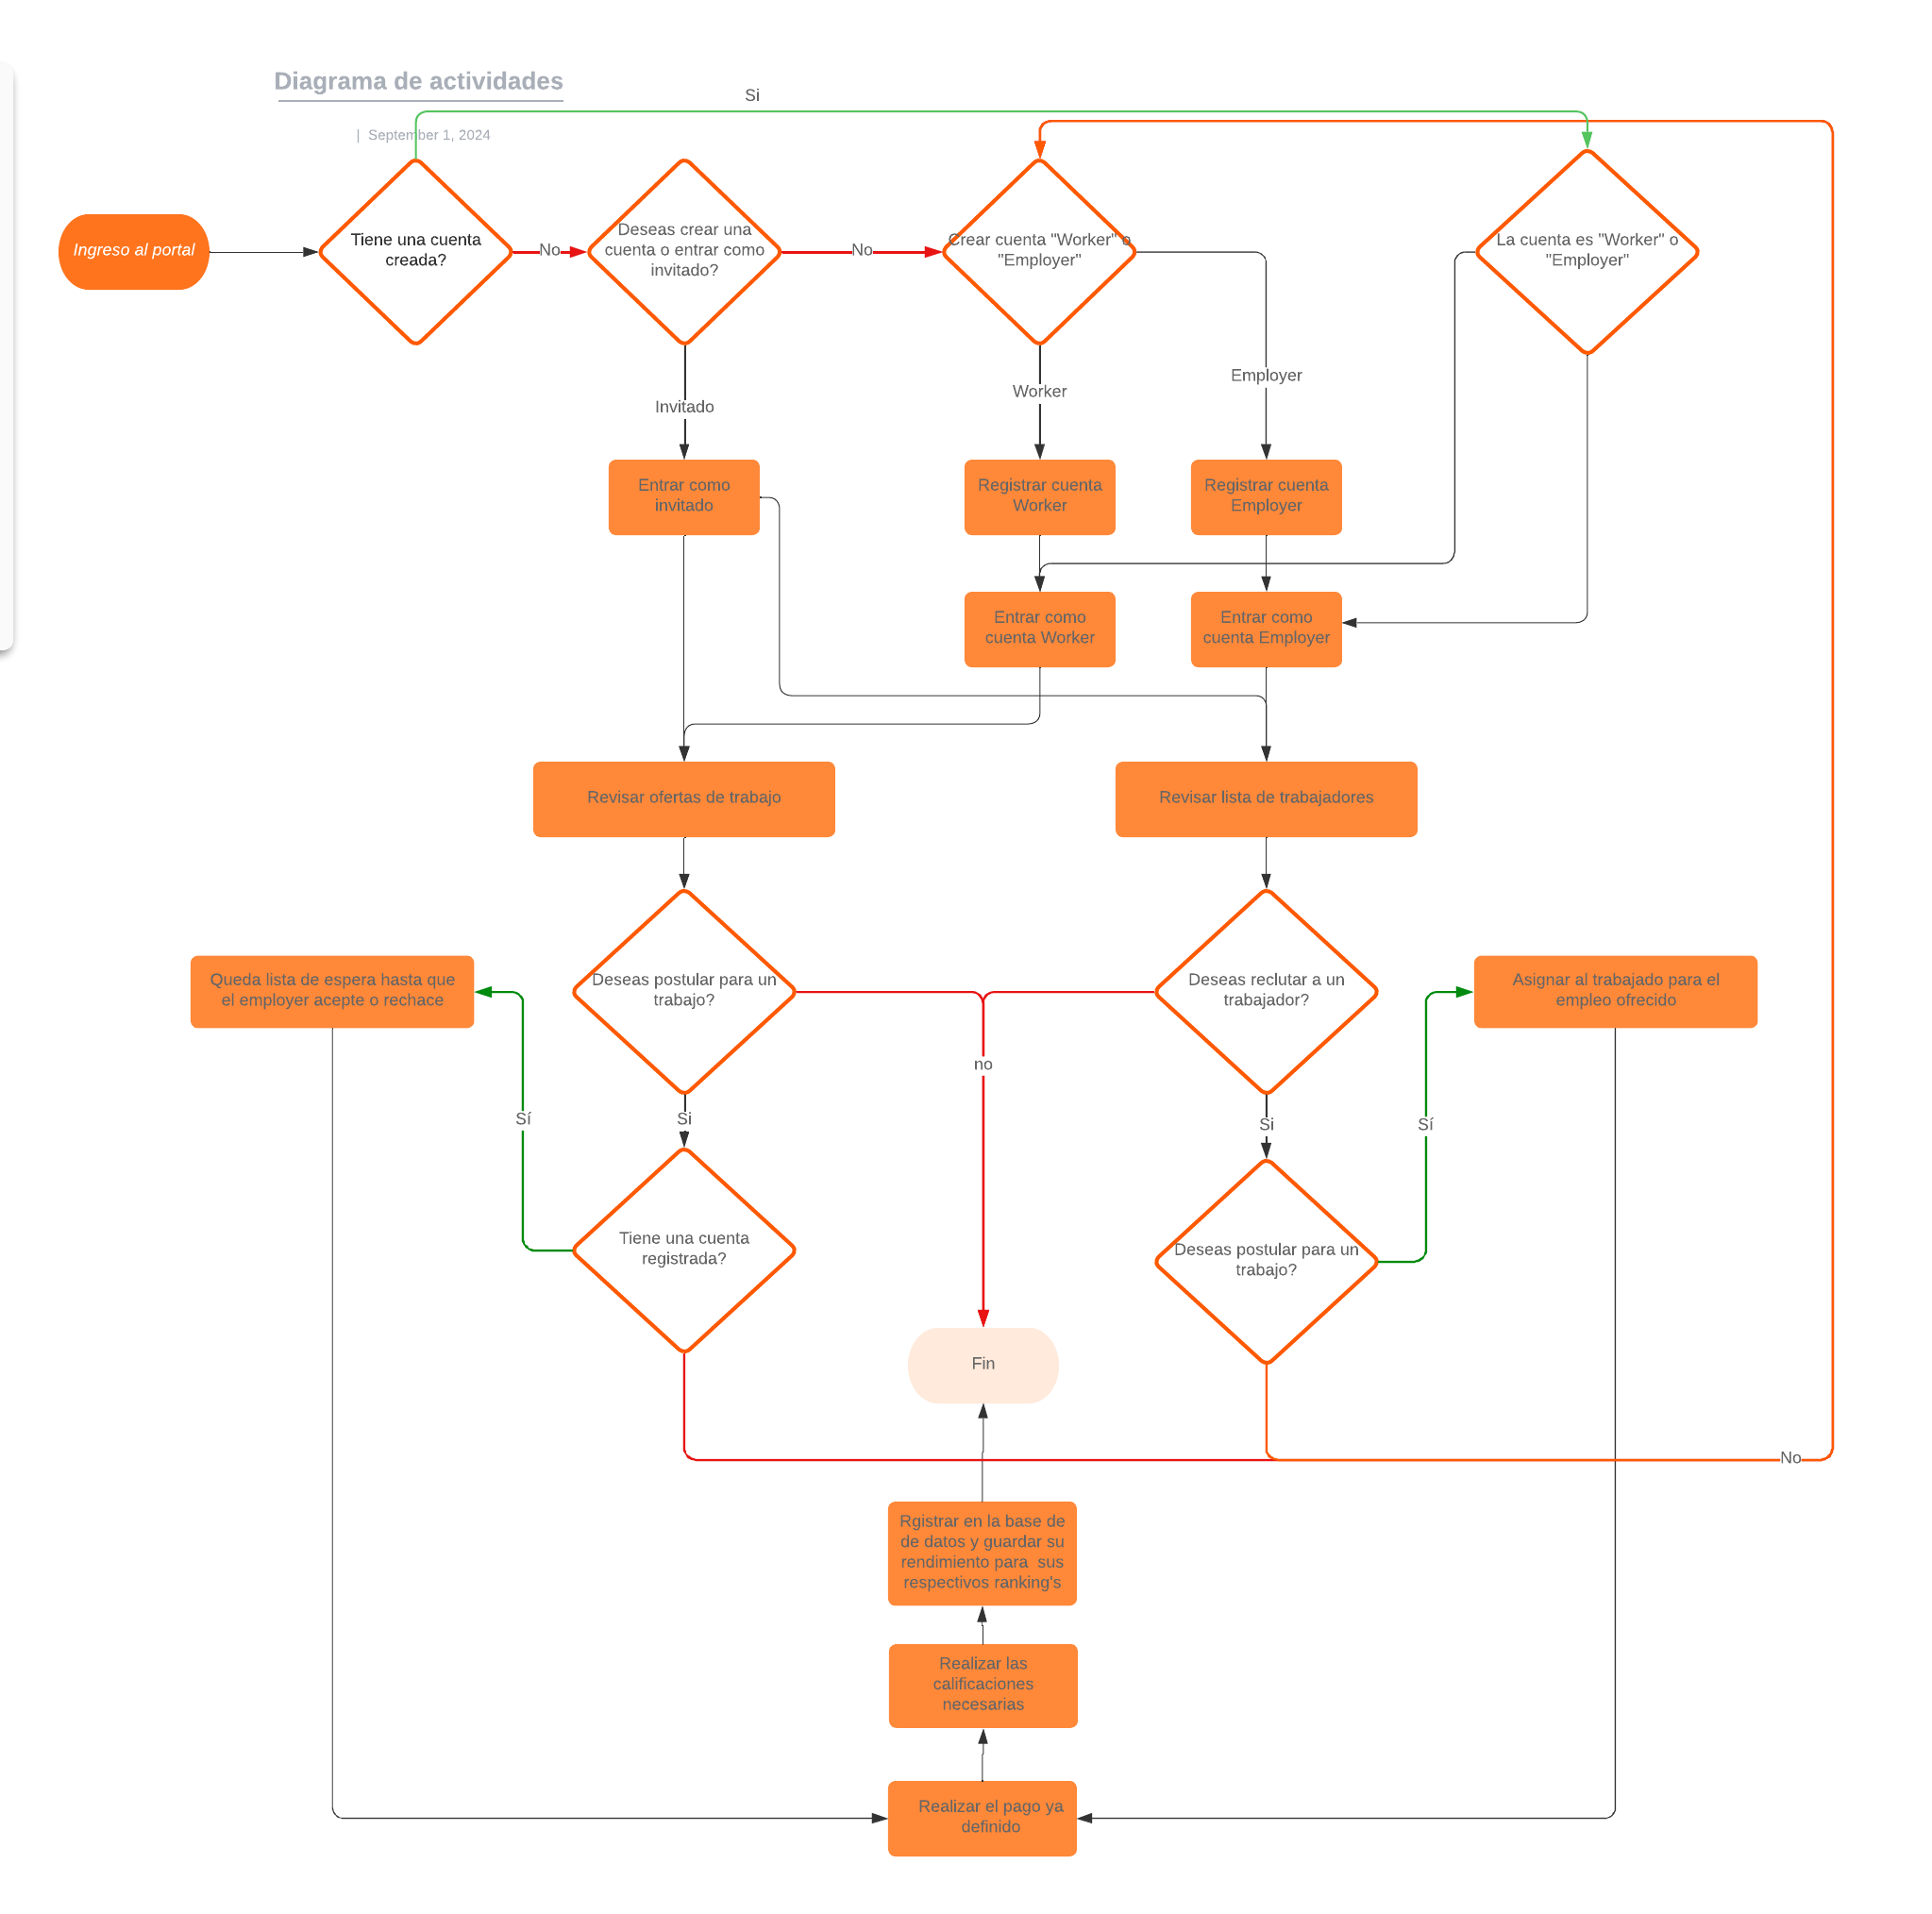 Diagrama de actividades
Si
| September 1, 2024
Ingreso al portal
Tiene una cuenta
creada?
No
Deseas crear una
cuenta o entrar como
invitado?
No
Crear cuenta "Worker" o
"Employer"
La cuenta es "Worker" o
"Employer"
Invitado
Worker
Employer
Entrar como
invitado
Registrar cuenta
Worker
Registrar cuenta
Employer
Entrar como
cuenta Worker
Entrar como
cuenta Employer
Revisar ofertas de trabajo
Revisar lista de trabajadores
Queda lista de espera hasta que
el employer acepte o rechace
Deseas postular para un
trabajo?
Deseas reclutar a un
trabajador?
Asignar al trabajado para el
empleo ofrecido
no
Sí
Si
Si
Sí
Tiene una cuenta
registrada?
Deseas postular para un
trabajo?
Fin
No
Rgistrar en la base de
de datos y guardar su
rendimiento para  sus
respectivos ranking's
Realizar las
calificaciones
necesarias
Realizar el pago ya
definido